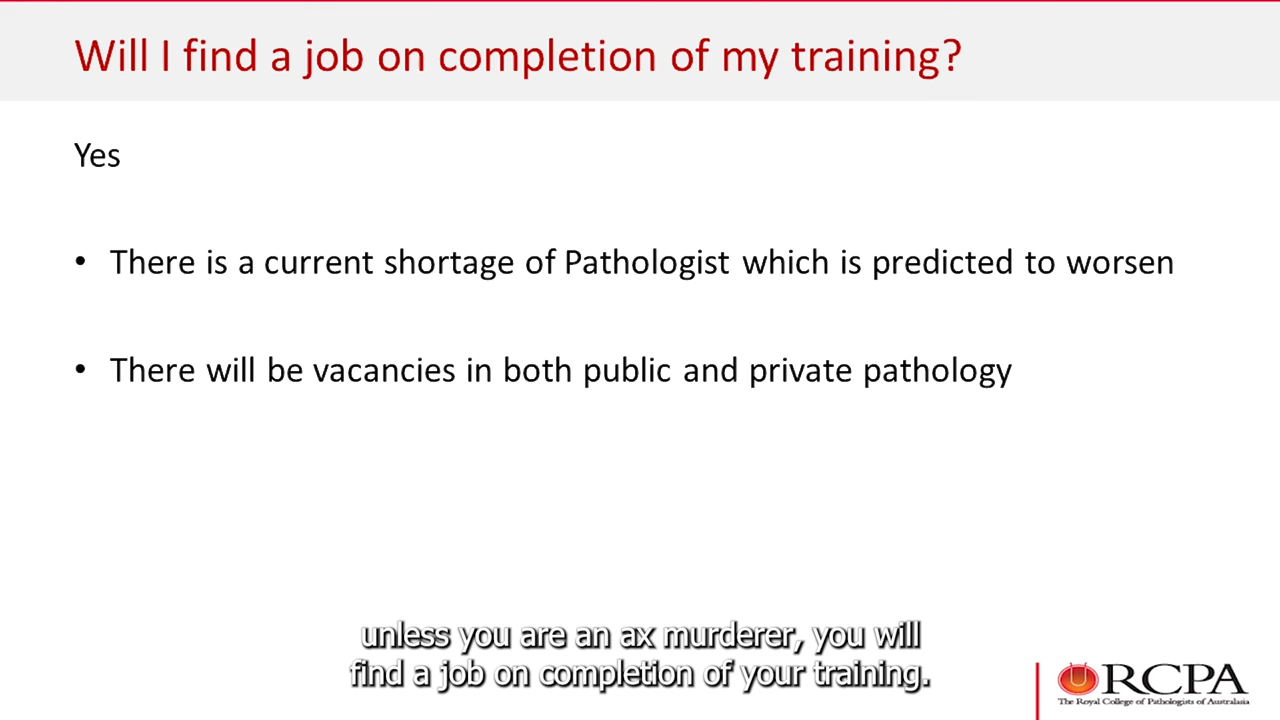 Will I find a job on completion of my training?
Yes
• There is a current shortage of Pathologist which is predicted to worsen
• There will be vacancies in both public and private pathology
unless you are an ax murderer, you will
find a job on completion of your training.
RCPA
The Royal College of Pathologists of Australasia